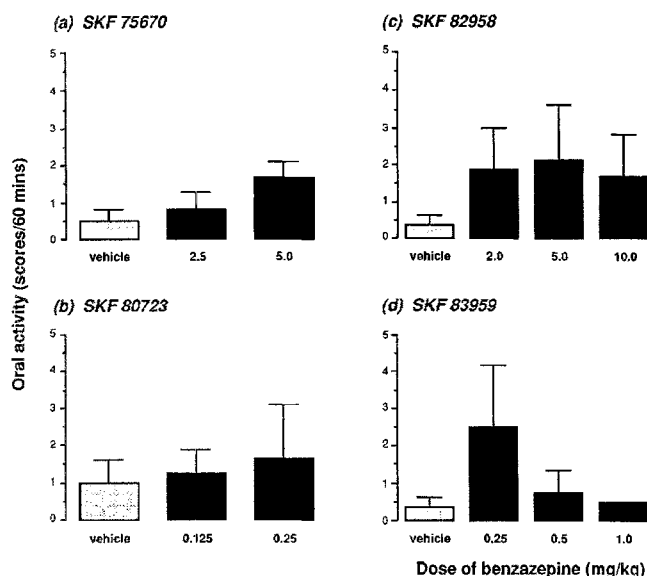 (a) SKF 75670
5
4
3
2
1
0
vehicle 2.5 5.0
(c) SKF 82958
5
4
3
2
1
0
vehicle 2.0 5.0 10.0
Oral activity (scores/60 mins)
(b) SKF 80723
5
4
3
2
1
0
vehicle 0.125 0.25
(d) SKF 83959
5
4
3
2
1
0
vehicle 0.25 0.5 1.0
Dose of benzazepine (mg/kg)